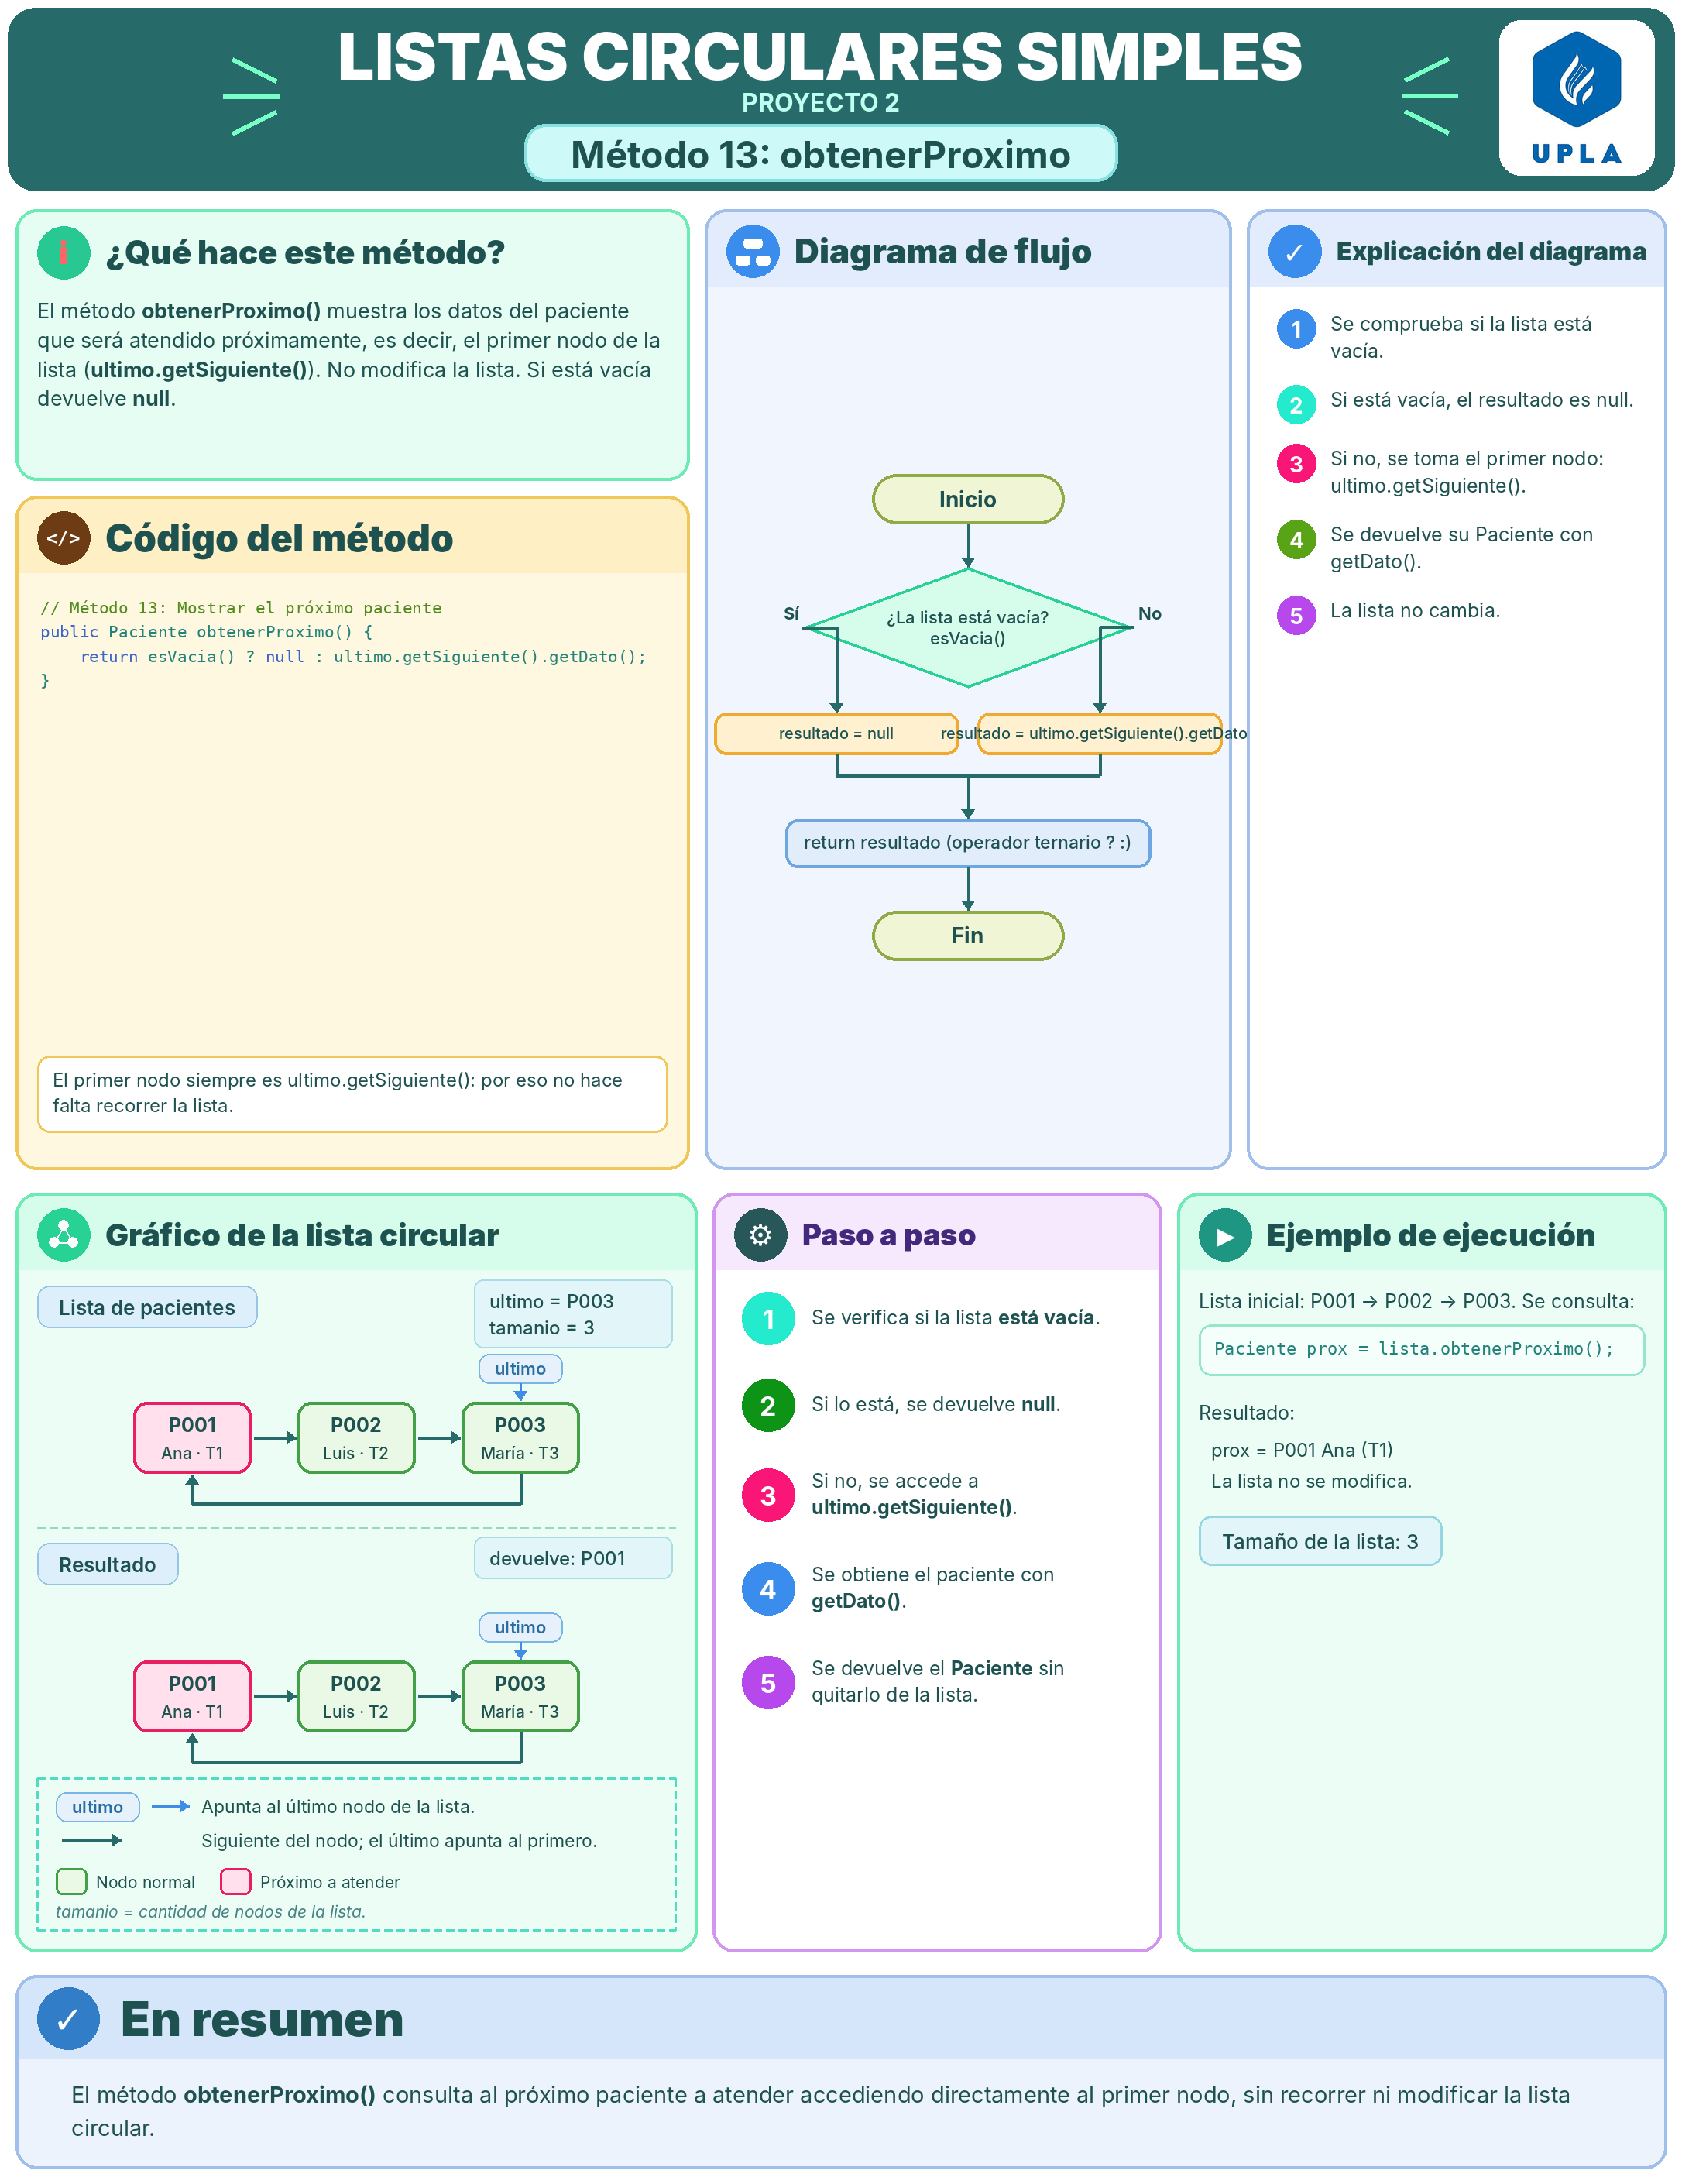 LISTAS CIRCULARES SIMPLES
PROYECTO 2
Método 13: obtenerProximo
UPLA
i
¿Qué hace este método?
El método obtenerProximo() muestra los datos del paciente
que será atendido próximamente, es decir, el primer nodo de la
lista (ultimo.getSiguiente()). No modifica la lista. Si está vacía
devuelve null.
</>
Código del método
// Método 13: Mostrar el próximo paciente
public Paciente obtenerProximo() {
    return esVacia() ? null : ultimo.getSiguiente().getDato();
}
El primer nodo siempre es ultimo.getSiguiente(): por eso no hace
falta recorrer la lista.
Diagrama de flujo
Inicio
¿La lista está vacía?
esVacia()
Sí
No
resultado = null
resultado = ultimo.getSiguiente().getDato
return resultado (operador ternario ? :)
Fin
✓
Explicación del diagrama
1 Se comprueba si la lista está
vacía.
2 Si está vacía, el resultado es null.
3 Si no, se toma el primer nodo:
ultimo.getSiguiente().
4 Se devuelve su Paciente con
getDato().
5 La lista no cambia.
Gráfico de la lista circular
Lista de pacientes
ultimo = P003
tamanio = 3
ultimo
P001
Ana · T1
P002
Luis · T2
P003
María · T3
Resultado
devuelve: P001
ultimo
P001
Ana · T1
P002
Luis · T2
P003
María · T3
ultimo Apunta al último nodo de la lista.
Siguiente del nodo; el último apunta al primero.
Nodo normal
Próximo a atender
tamanio = cantidad de nodos de la lista.
Paso a paso
1 Se verifica si la lista está vacía.
2 Si lo está, se devuelve null.
3 Si no, se accede a
ultimo.getSiguiente().
4 Se obtiene el paciente con
getDato().
5 Se devuelve el Paciente sin
quitarlo de la lista.
Ejemplo de ejecución
Lista inicial: P001 → P002 → P003. Se consulta:
Paciente prox = lista.obtenerProximo();
Resultado:
prox = P001 Ana (T1)
La lista no se modifica.
Tamaño de la lista: 3
✓
En resumen
El método obtenerProximo() consulta al próximo paciente a atender accediendo directamente al primer nodo, sin recorrer ni modificar la lista
circular.